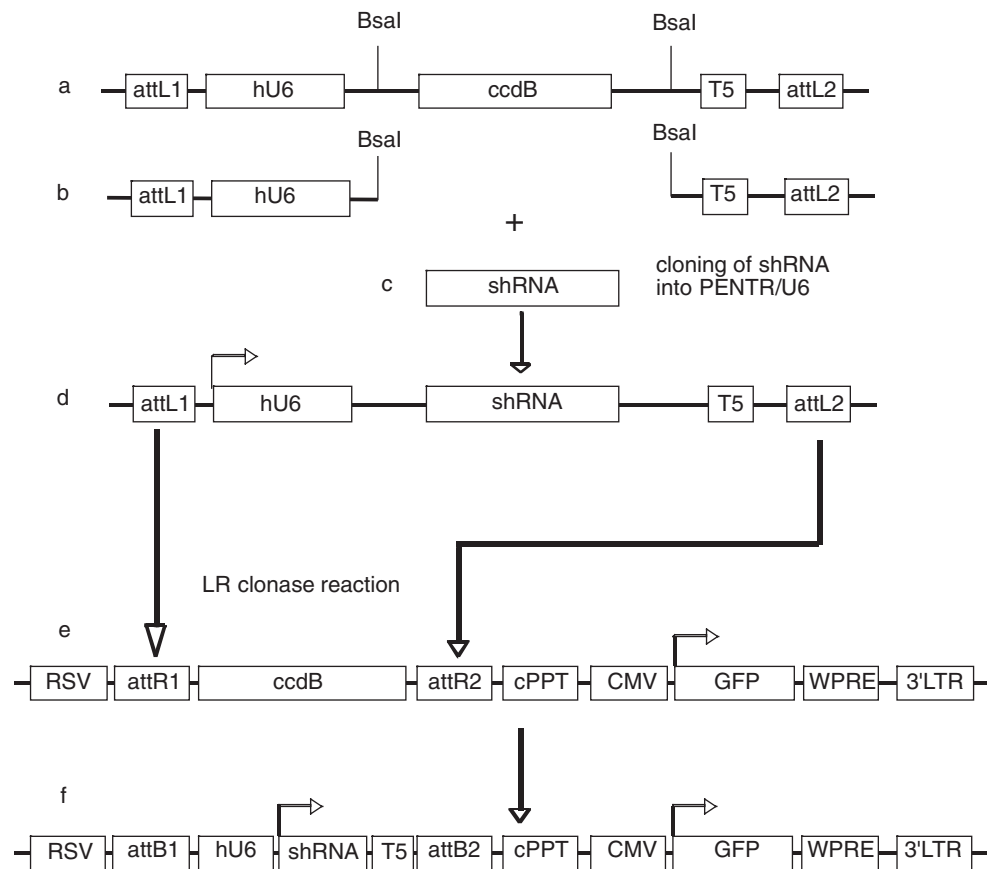 BsaI BsaI
a attL1 hU6 ccdB T5 attL2
BsaI BsaI
b attL1 hU6 T5 attL2
+
c shRNA
cloning of shRNA
into PENTR/U6
d attL1 hU6 shRNA T5 attL2
LR clonase reaction
e
RSV attR1 ccdB attR2 cPPT CMV GFP WPRE 3'LTR
f
RSV attB1 hU6 shRNA T5 attB2 cPPT CMV GFP WPRE 3'LTR